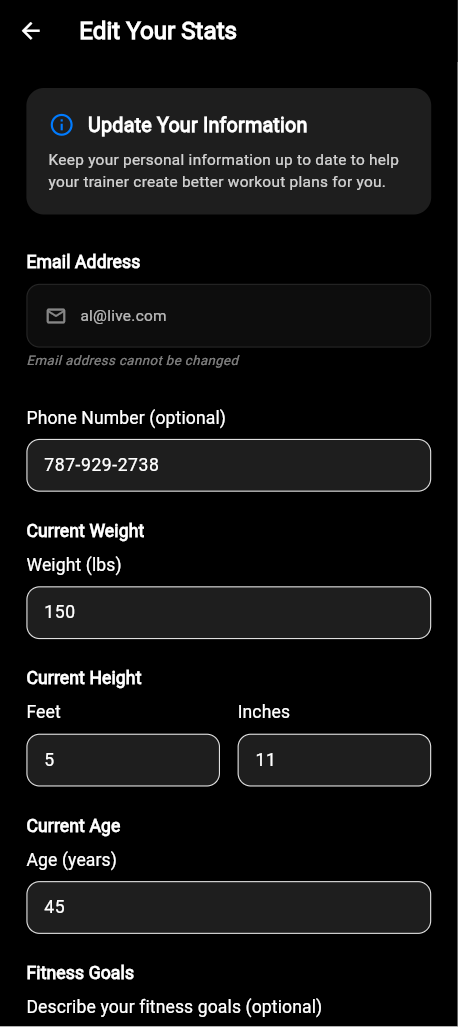 Edit Your Stats
Update Your Information
Keep your personal information up to date to help
your trainer create better workout plans for you.
Email Address
al@live.com
Email address cannot be changed
Phone Number (optional)
787-929-2738
Current Weight
Weight (lbs)
150
Current Height
Feet
Inches
5
11
Current Age
Age (years)
45
Fitness Goals
Describe your fitness goals (optional)